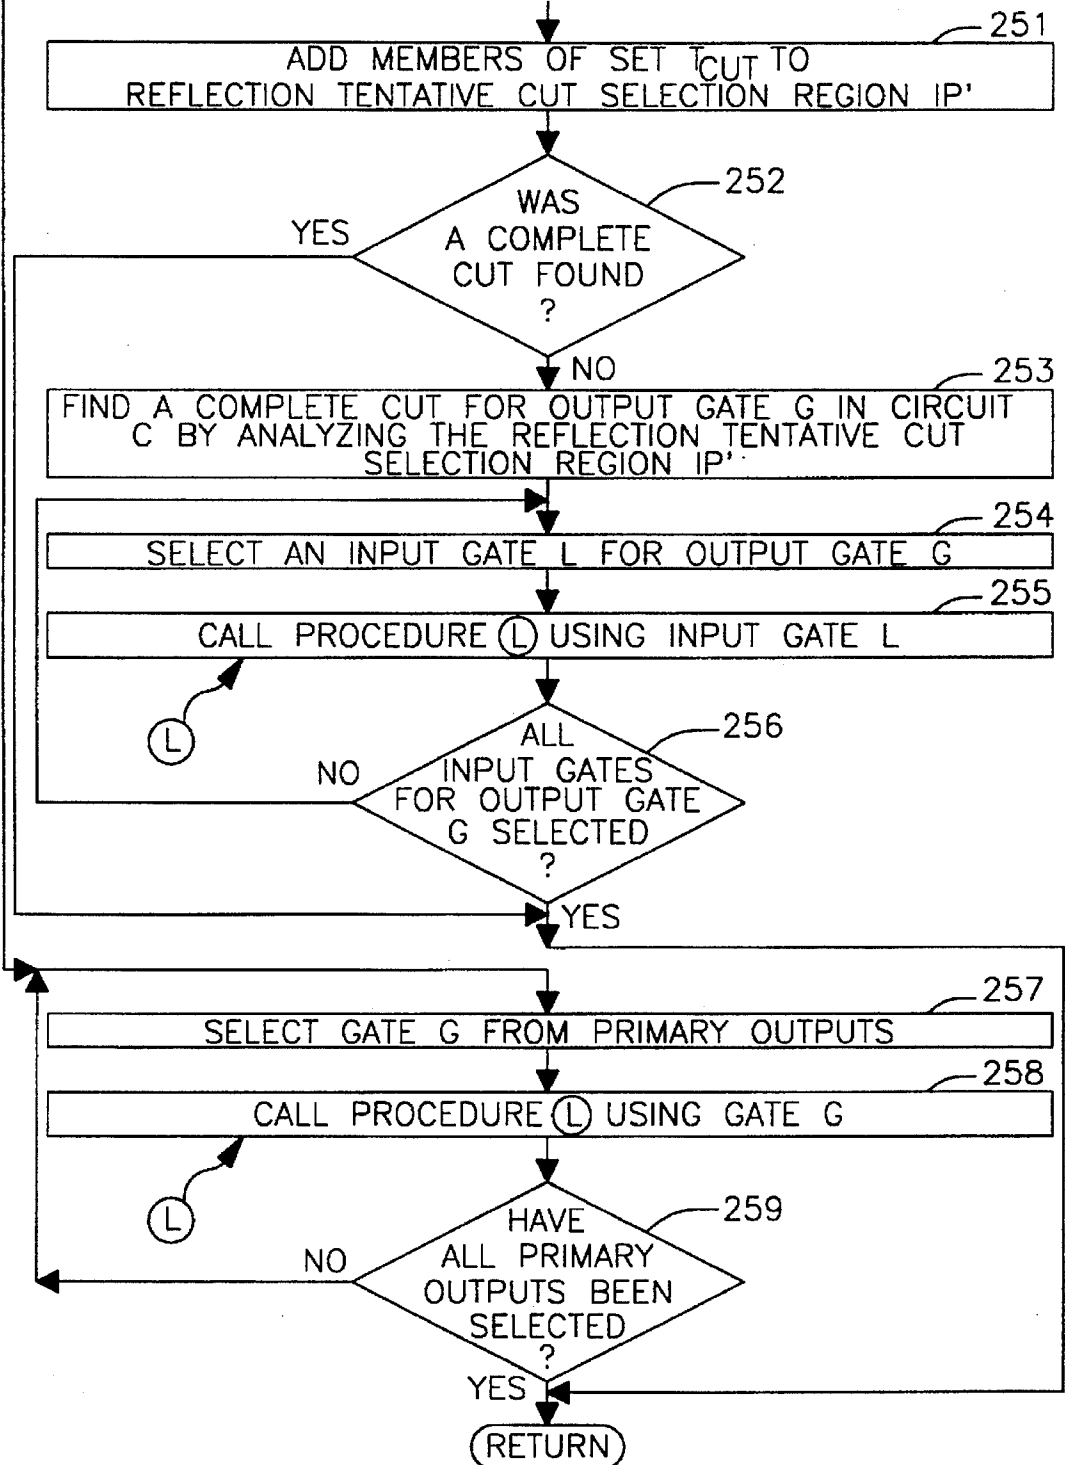 251
ADD MEMBERS OF SET TCUT TO
REFLECTION TENTATIVE CUT SELECTION REGION IP'
252
WAS
A COMPLETE
CUT FOUND
?
YES
NO
253
FIND A COMPLETE CUT FOR OUTPUT GATE G IN CIRCUIT
C BY ANALYZING THE REFLECTION TENTATIVE CUT
SELECTION REGION IP'
254
SELECT AN INPUT GATE L FOR OUTPUT GATE G
255
CALL PROCEDURE L USING INPUT GATE L
L
256
ALL
INPUT GATES
FOR OUTPUT GATE
G SELECTED
?
NO
YES
257
SELECT GATE G FROM PRIMARY OUTPUTS
258
CALL PROCEDURE L USING GATE G
L
259
HAVE
ALL PRIMARY
OUTPUTS BEEN
SELECTED
?
NO
YES
RETURN